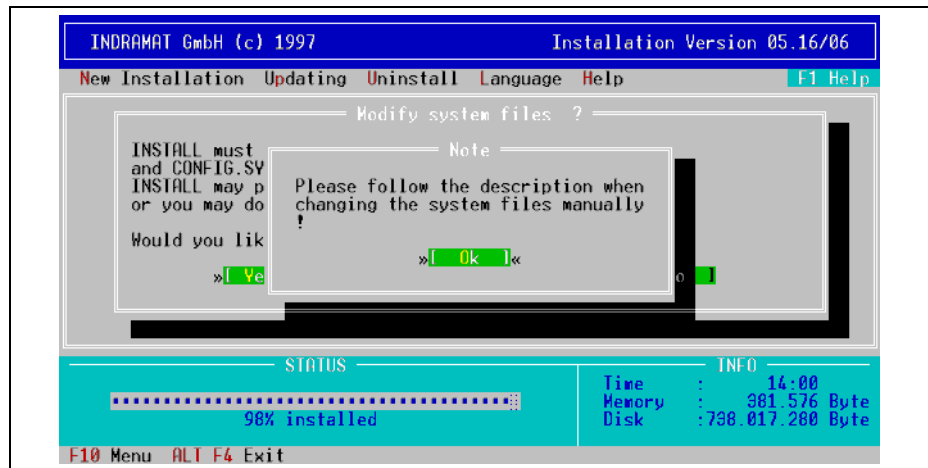 INDRAMAT GmbH (c) 1997 Installation Version 05.16/06
New Installation Updating Uninstall Language Help F1 Help
Modify system files ?
INSTALL must
and CONFIG.SY
INSTALL may p
or you may do
Would you lik
»[ Ye
o ]
Note
Please follow the description when
changing the system files manually
!
»[ Ok ]«
STATUS
98% installed
INFO
Time : 14:00
Memory : 381.576 Byte
Disk :738.017.280 Byte
F10 Menu ALT F4 Exit